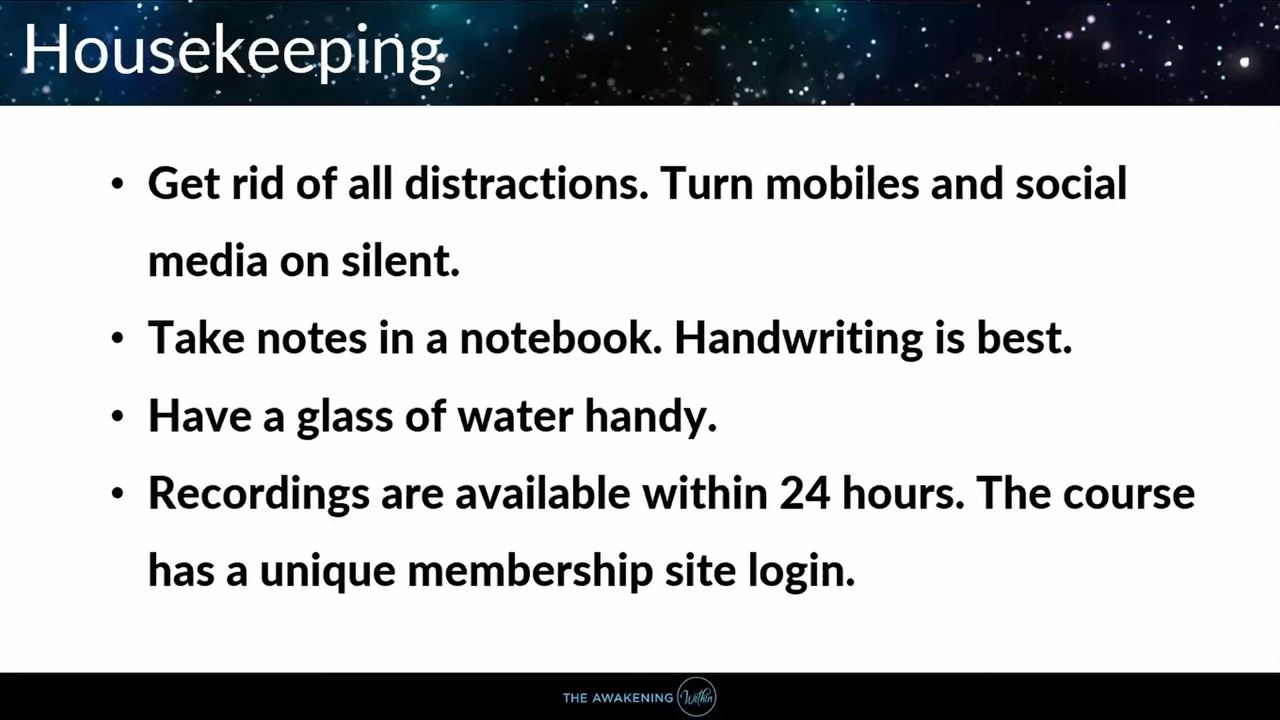 Housekeeping
• Get rid of all distractions. Turn mobiles and social
media on silent.
• Take notes in a notebook. Handwriting is best.
• Have a glass of water handy.
• Recordings are available within 24 hours. The course
has a unique membership site login.
THE AWAKENING Within